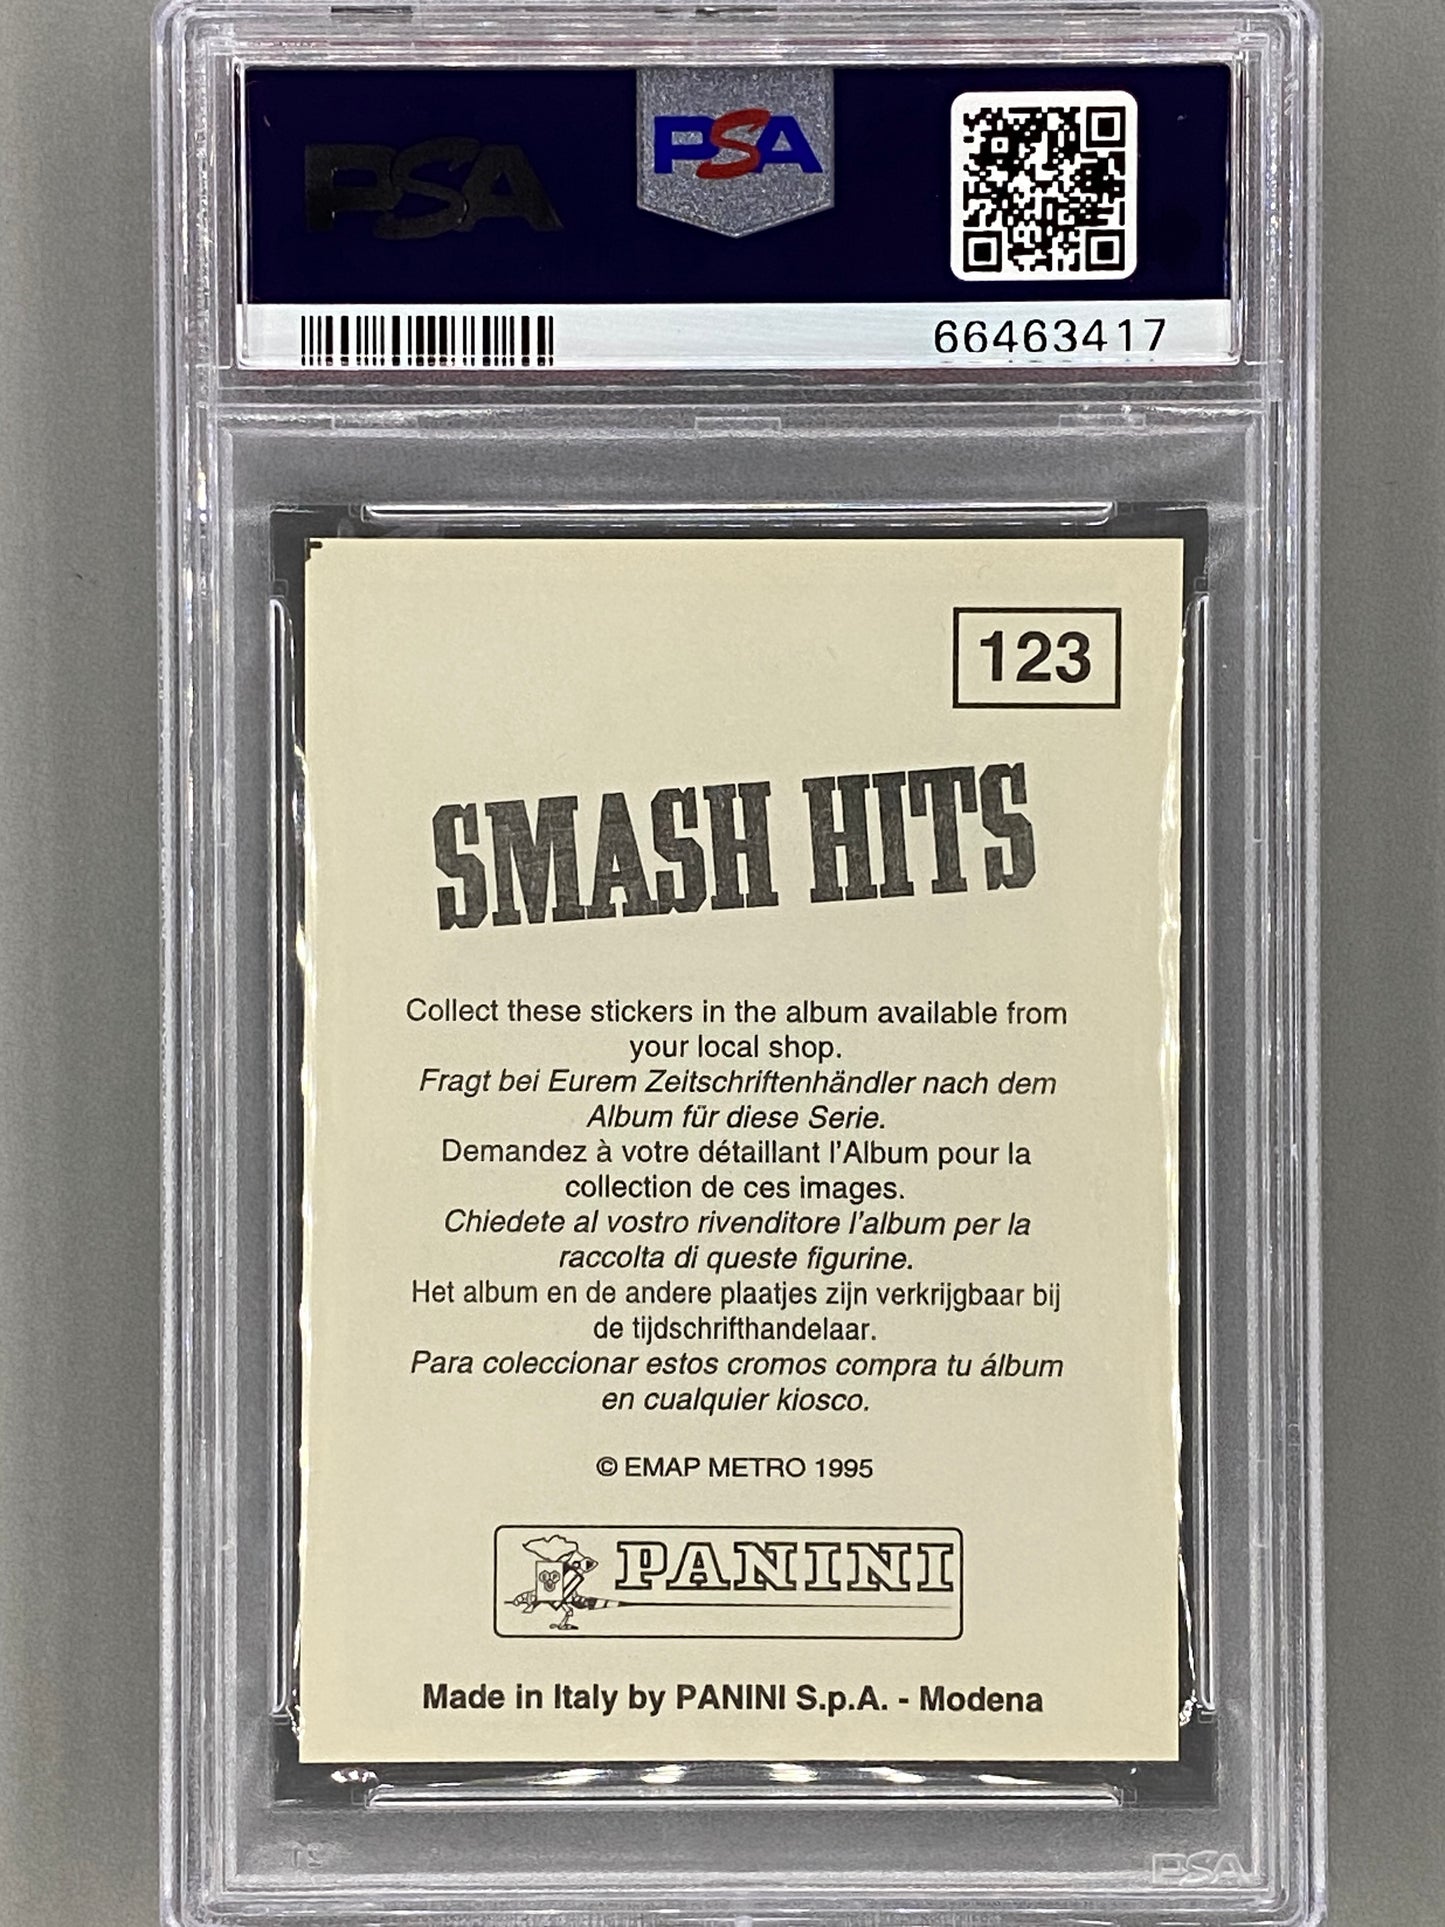 PSA
PSA
66463417
123
SMASH HITS
Collect these stickers in the album available from
your local shop.
Fragt bei Eurem Zeitschriftenhändler nach dem
Album für diese Serie.
Demandez à votre détaillant l'Album pour la
collection de ces images.
Chiedete al vostro rivenditore l'album per la
raccolta di queste figurine.
Het album en de andere plaatjes zijn verkrijgbaar bij
de tijdschrifthandelaar.
Para coleccionar estos cromos compra tu álbum
en cualquier kiosco.
© EMAP METRO 1995
PANINI
Made in Italy by PANINI S.p.A. - Modena
PSA